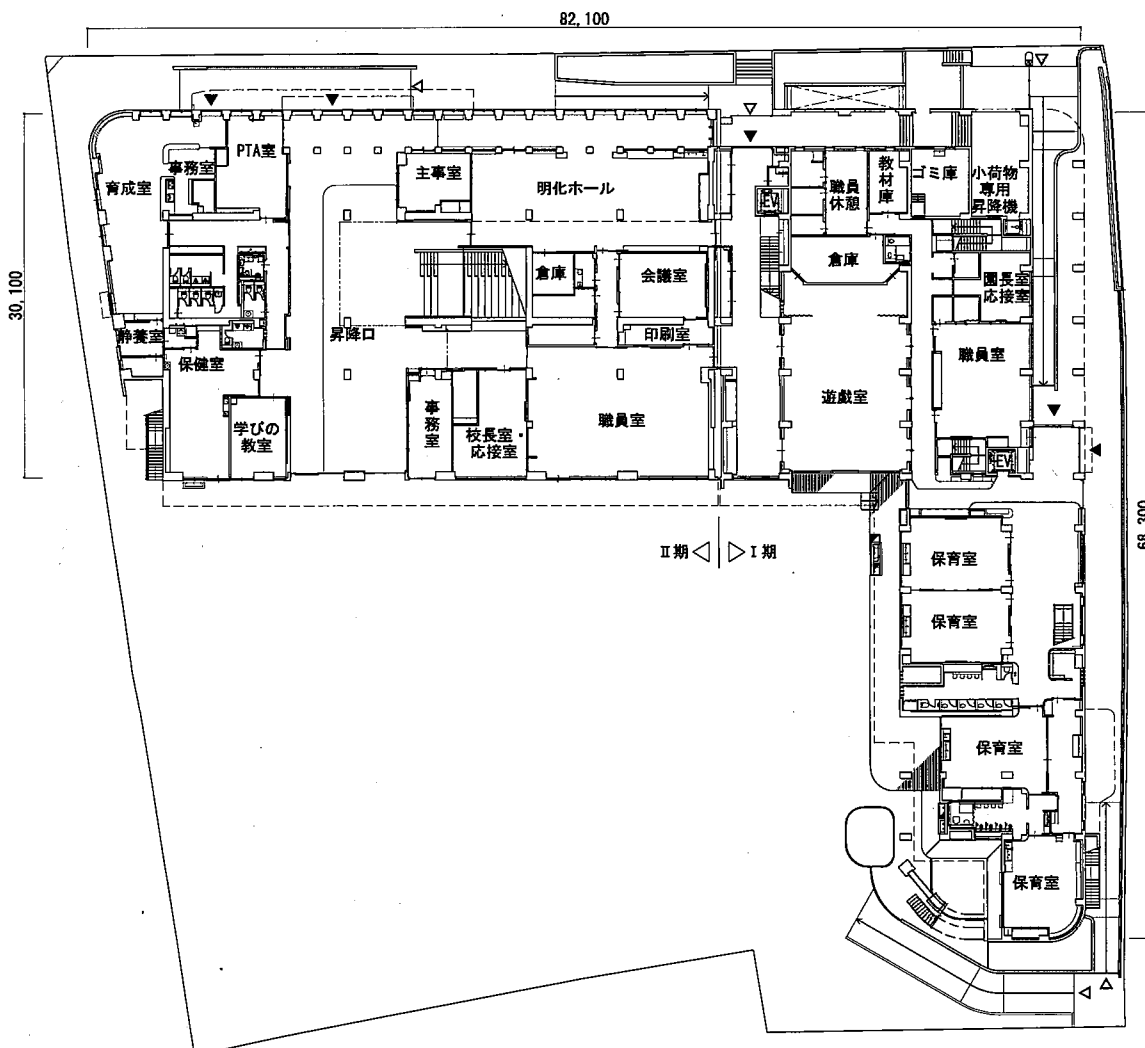 82,100
30,100
68,300
育成室
事務室
PTA室
主事室
明化ホール
EV
職員
休憩
教
材
庫
ゴミ庫
小荷物
専用
昇降機
倉庫
会議室
倉庫
園長室
応接室
静養室
保健室
昇降口
印刷室
職員室
学びの
教室
事
務
室
校長室・
応接室
職員室
遊戯室
EV
Ⅱ期
Ⅰ期
保育室
保育室
保育室
保育室